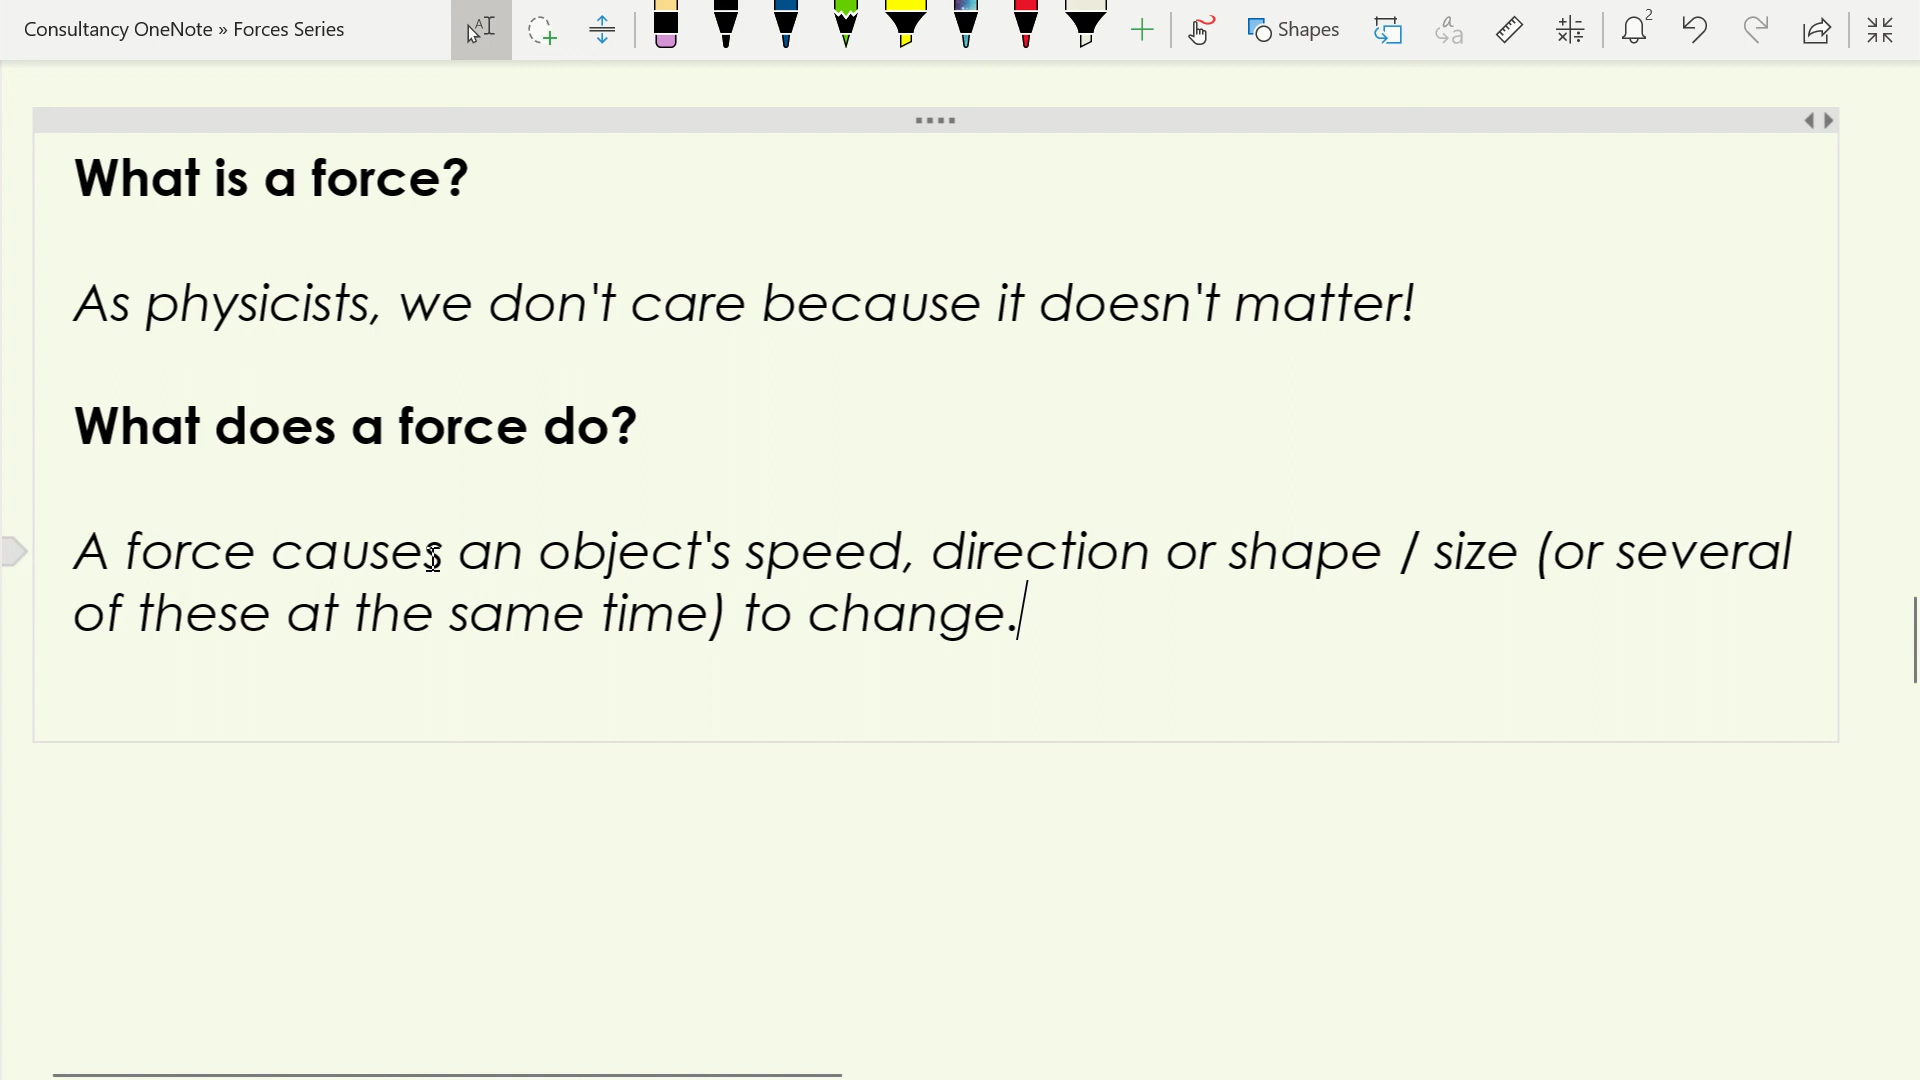 Consultancy OneNote » Forces Series
Shapes
2
What is a force?
As physicists, we don't care because it doesn't matter!
What does a force do?
A force causes an object's speed, direction or shape / size (or several
of these at the same time) to change.